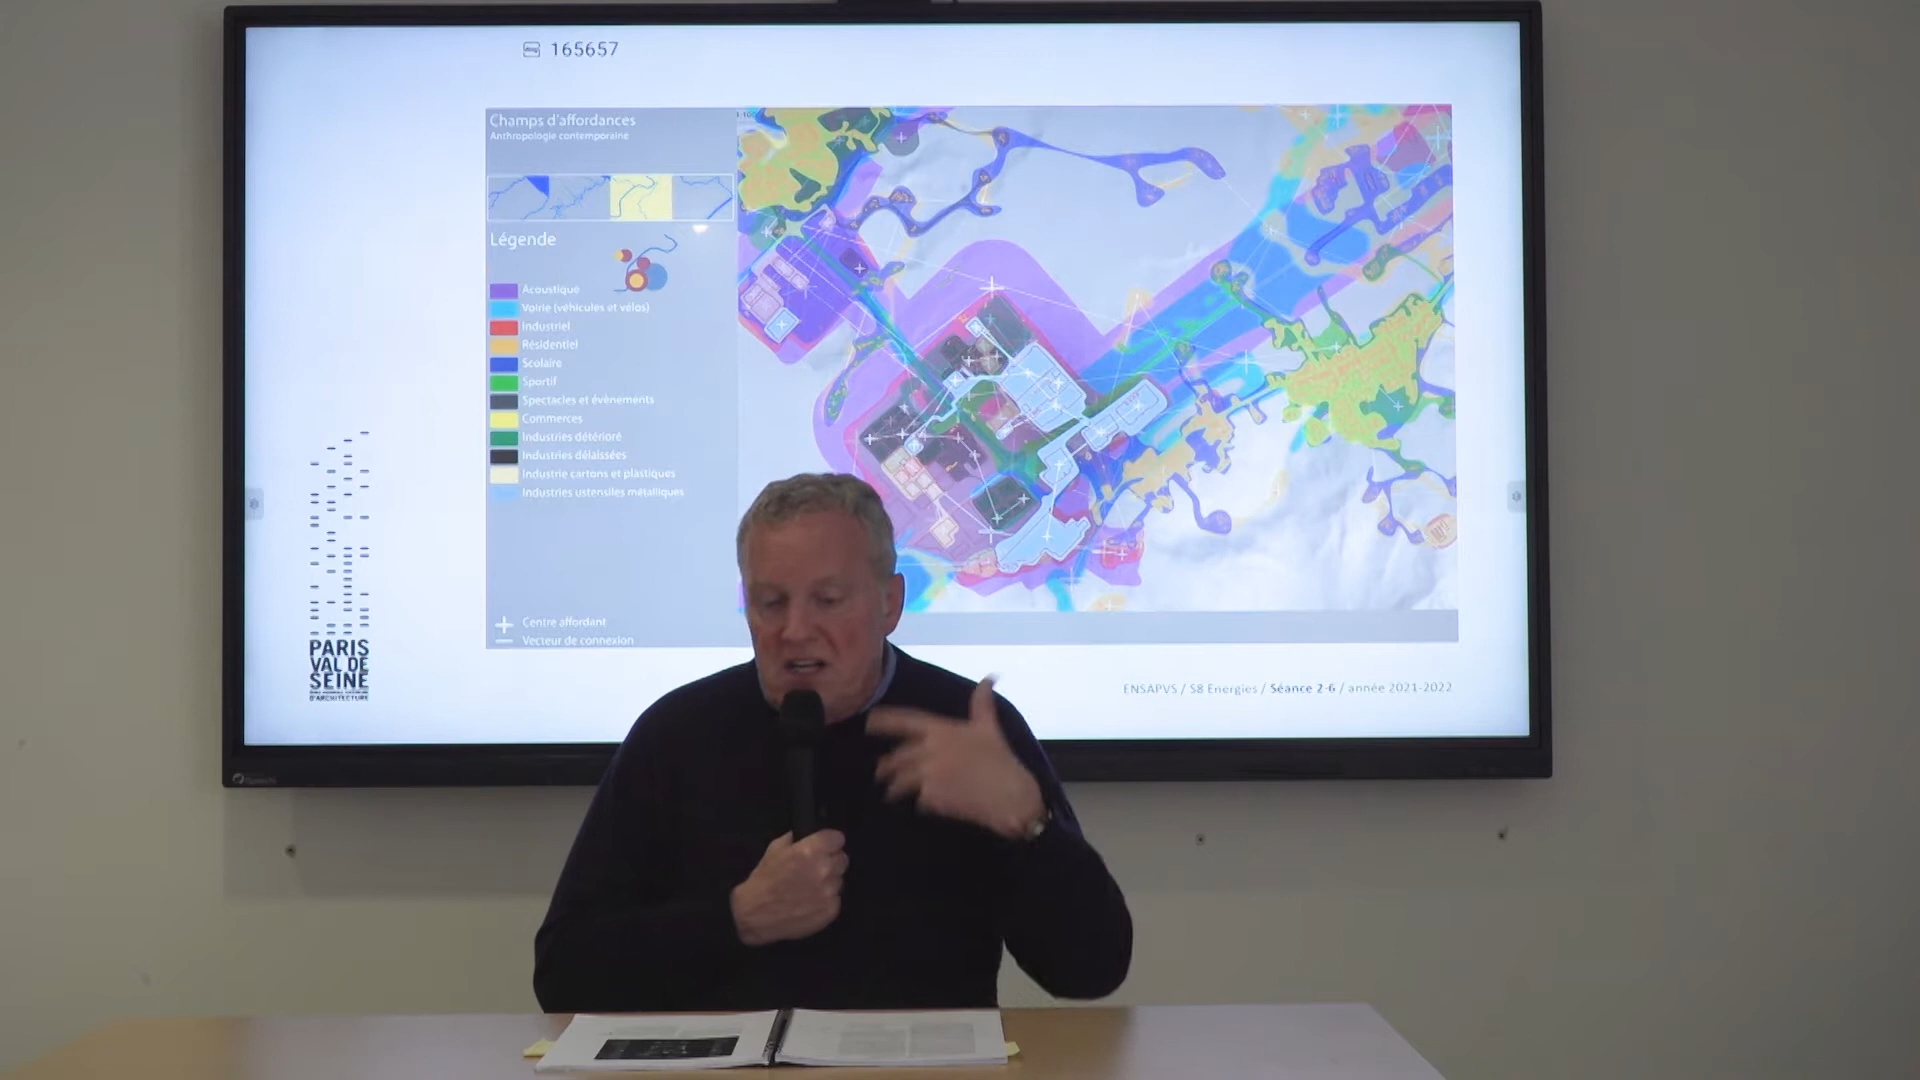 165657
Champs d'affordances
Anthropologie contemporaine
Légende
Acoustique
Voirie (véhicules et vélos)
Industriel
Résidentiel
Scolaire
Sportif
Spectacles et évènements
Commerces
Industries détérioré
Industries délaissées
Industrie cartons et plastiques
Industries ustensiles métalliques
Centre affordant
Vecteur de connexion
PARIS
VAL DE
SEINE
D'ARCHITECTURE
ENSAPVS / S8 Energies / Séance 2-6 / année 2021-2022